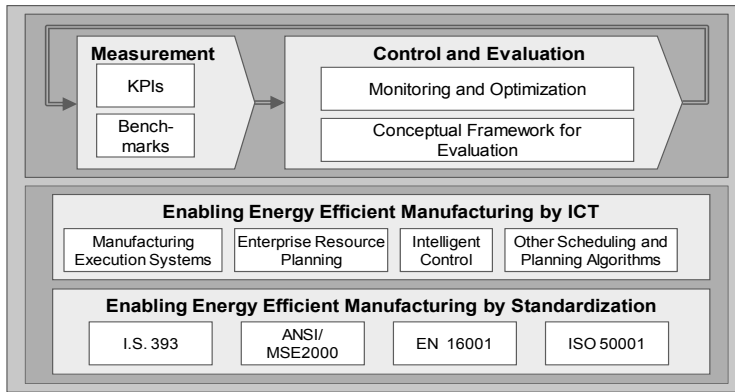 Measurement
KPIs
Bench-
marks
Control and Evaluation
Monitoring and Optimization
Conceptual Framework for
Evaluation
Enabling Energy Efficient Manufacturing by ICT
Manufacturing
Execution Systems
Enterprise Resource
Planning
Intelligent
Control
Other Scheduling and
Planning Algorithms
Enabling Energy Efficient Manufacturing by Standardization
I.S. 393
ANSI/
MSE2000
EN 16001
ISO 50001